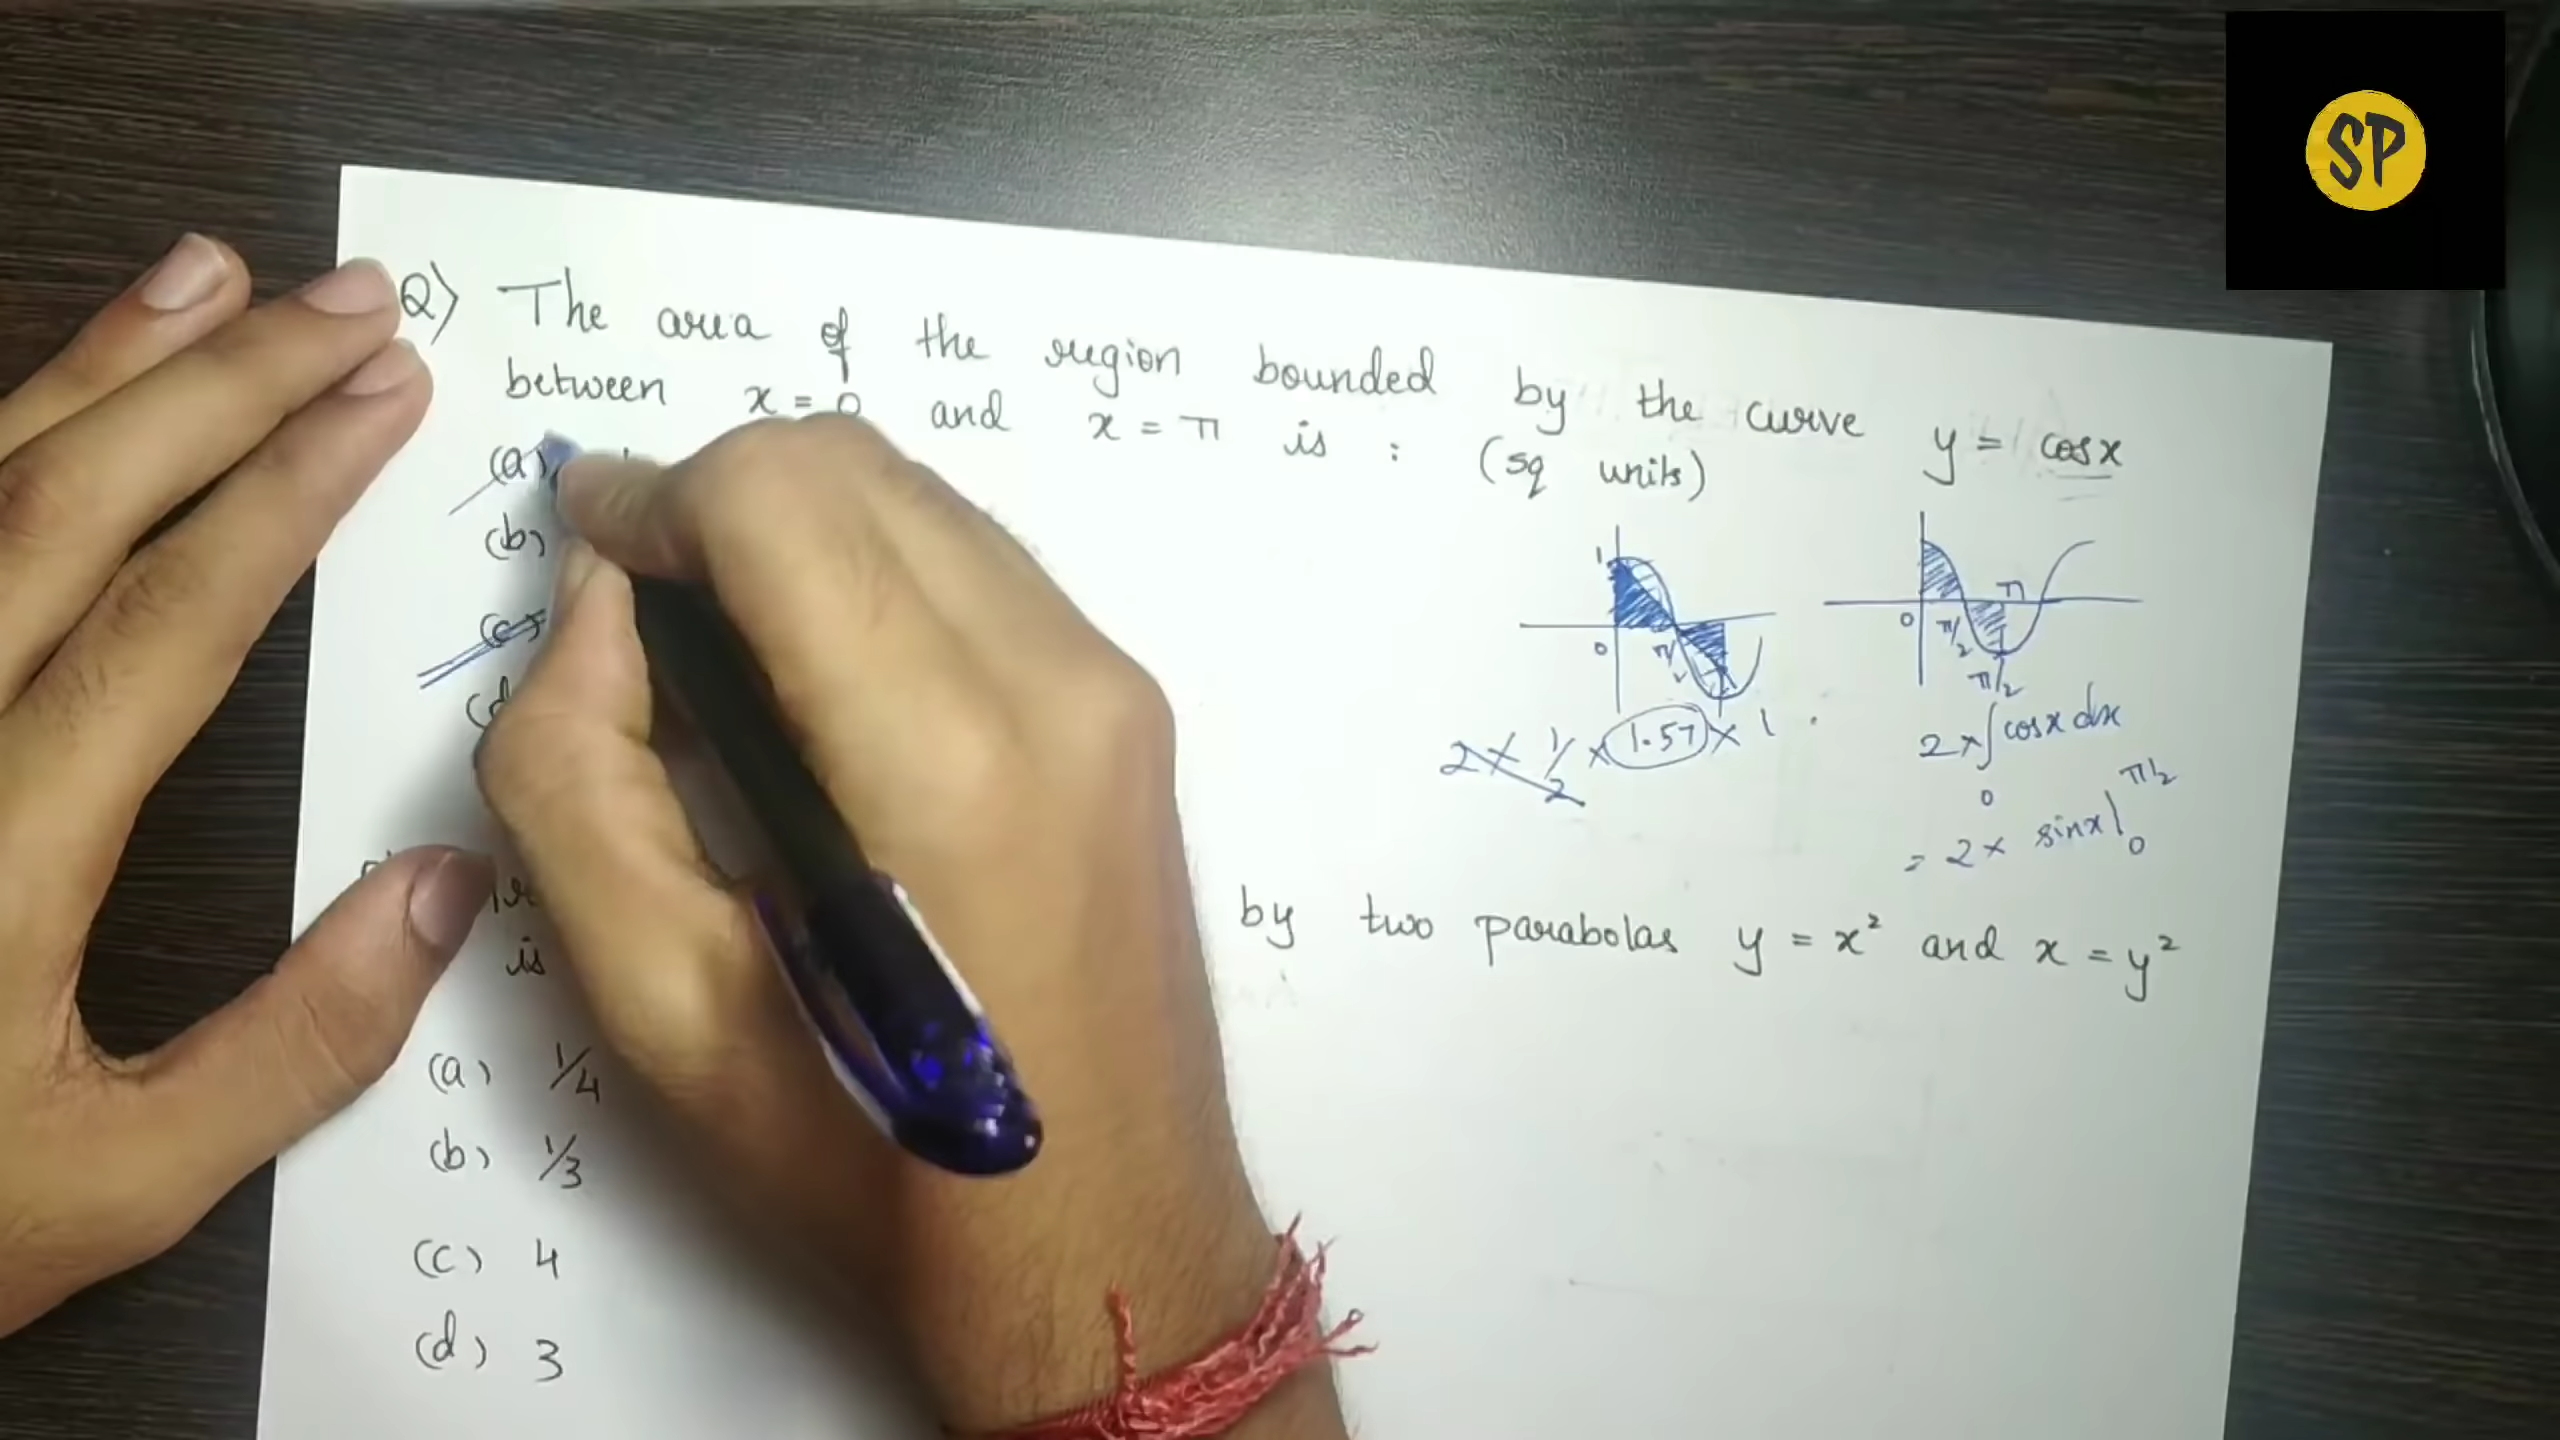 SP
Q) The area of the region bounded by the curve y = cosx
between x = 0 and x = π is : (sq units)
(a)
(b)
(c)
1
0
π/2
2 × 1/2 × 1.57 × 1
π
0
π/2
π/2
2×∫cosx dx
0
= 2× sinx|
π/2
0
by two parabolas y = x² and x = y²
is
(a) 1/4
(b) 1/3
(c) 4
(d) 3